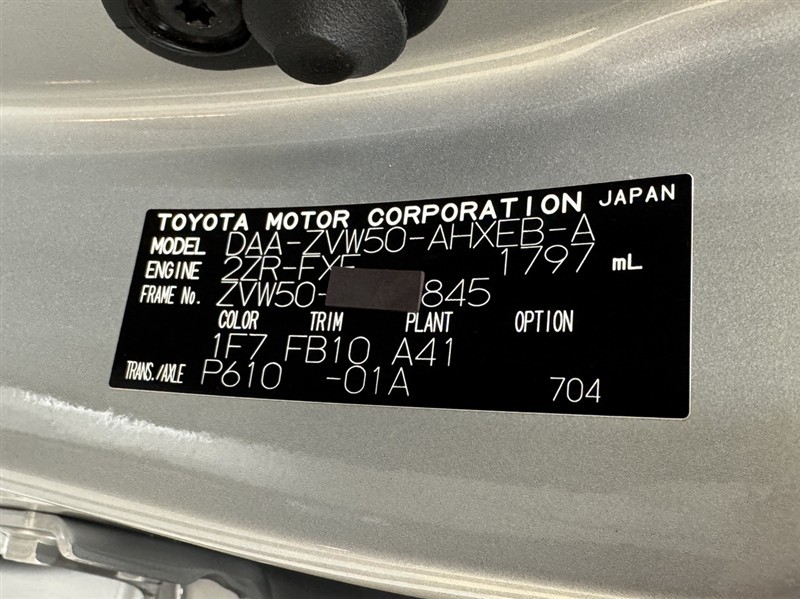 TOYOTA MOTOR CORPORATION JAPAN
MODEL DAA-ZVW50-AHXEB-A
ENGINE 2ZR-FXE 1797 mL
FRAME No. ZVW50- 845
COLOR TRIM PLANT OPTION
1F7 FB10 A41
TRANS./AXLE P610 -01A 704